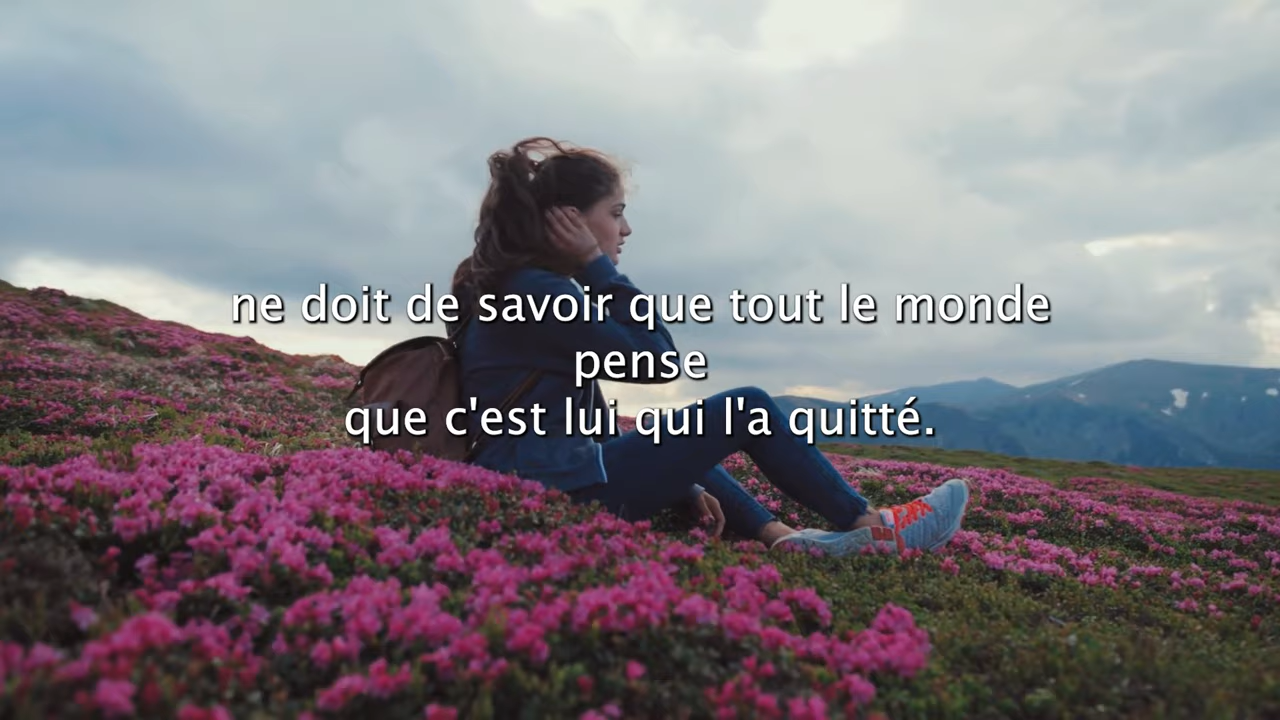 ne doit de savoir que tout le monde
pense
que c'est lui qui l'a quitté.